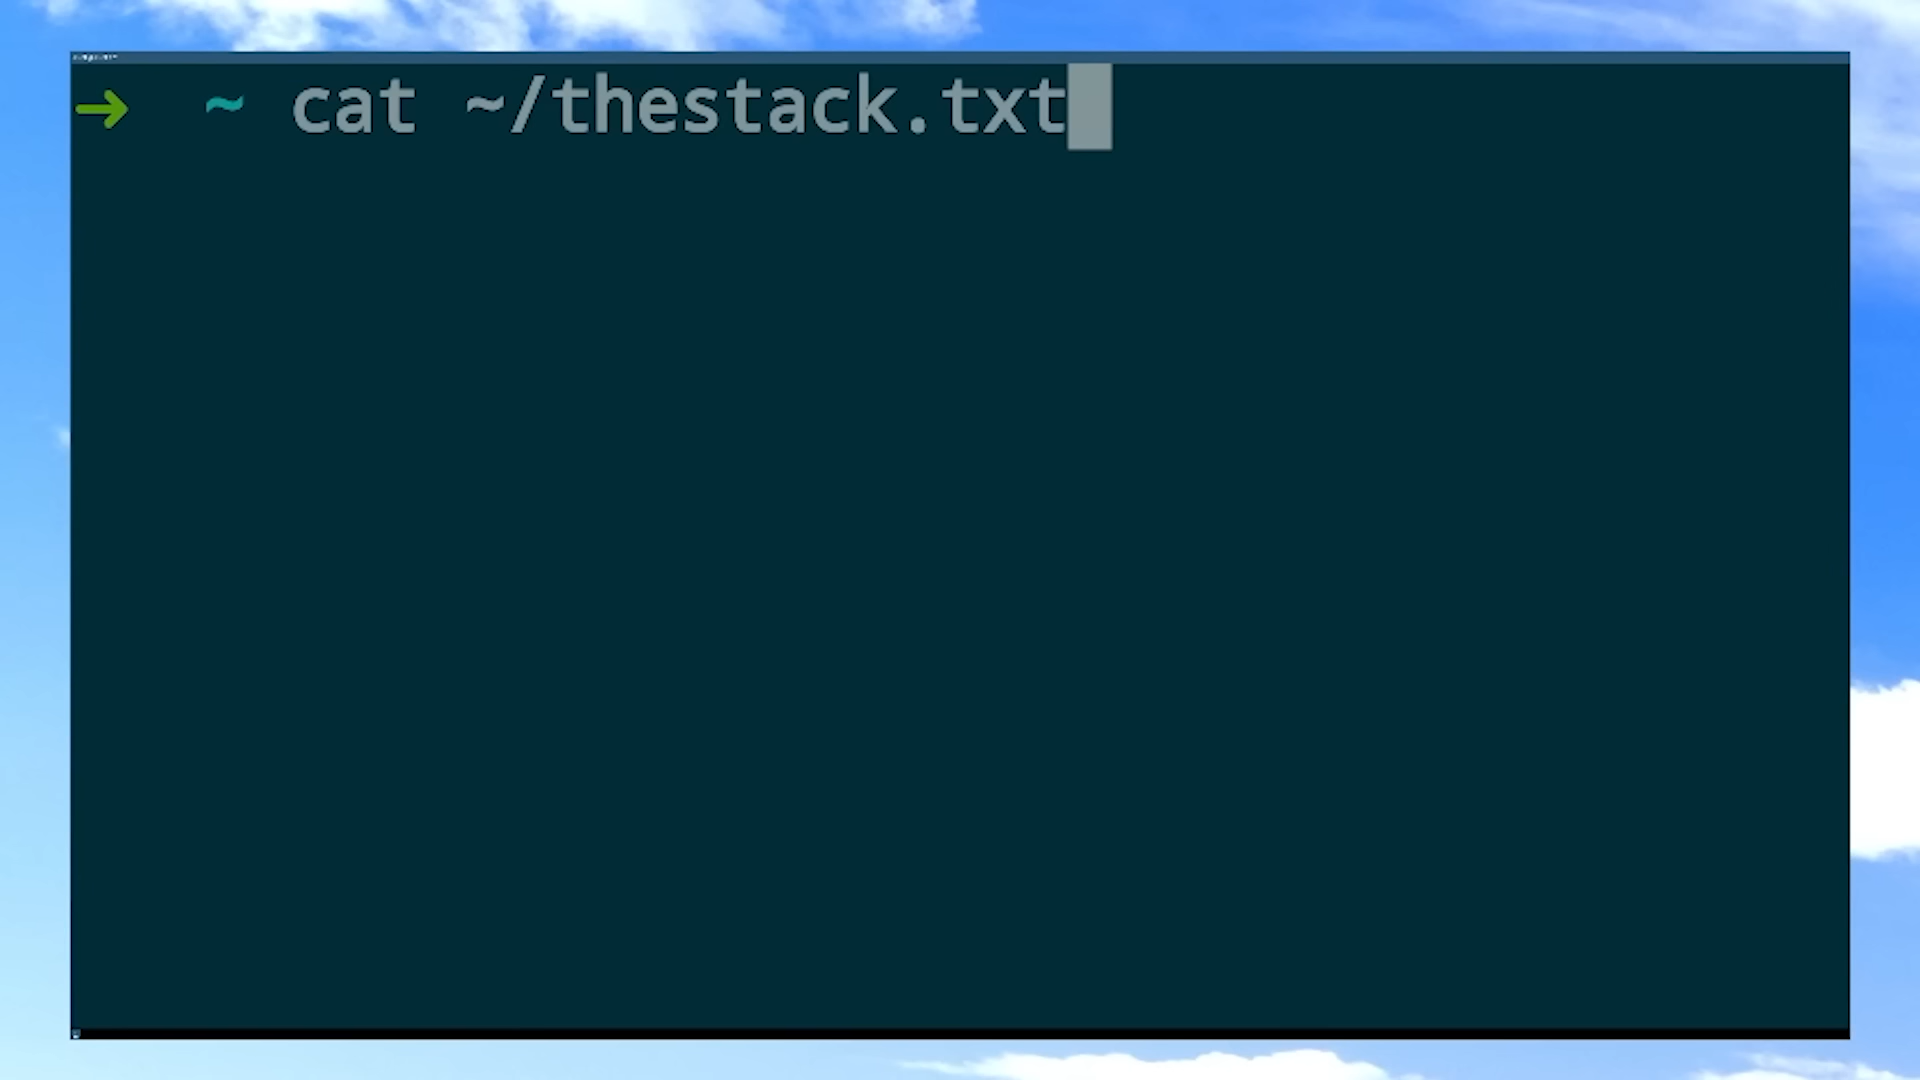 ➜ ~ cat ~/thestack.txt